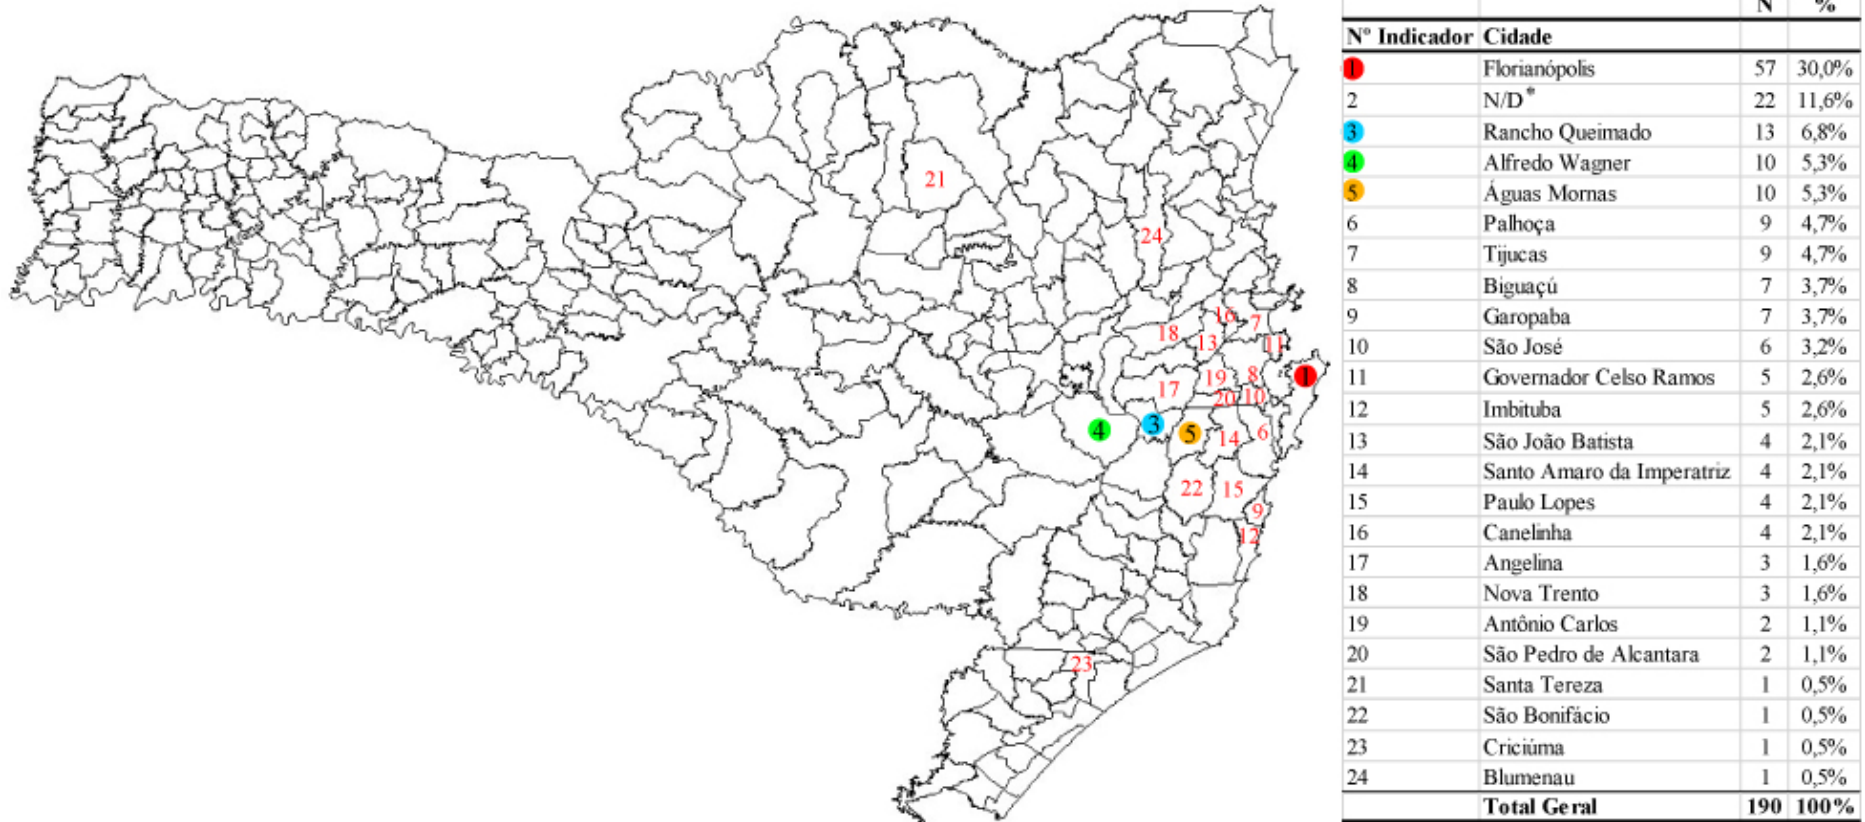 N %
Nº Indicador Cidade
1 Florianópolis 57 30,0%
2 N/D* 22 11,6%
3 Rancho Queimado 13 6,8%
4 Alfredo Wagner 10 5,3%
5 Águas Mornas 10 5,3%
6 Palhoça 9 4,7%
7 Tijucas 9 4,7%
8 Biguaçú 7 3,7%
9 Garopaba 7 3,7%
10 São José 6 3,2%
11 Governador Celso Ramos 5 2,6%
12 Imbituba 5 2,6%
13 São João Batista 4 2,1%
14 Santo Amaro da Imperatriz 4 2,1%
15 Paulo Lopes 4 2,1%
16 Canelinha 4 2,1%
17 Angelina 3 1,6%
18 Nova Trento 3 1,6%
19 Antônio Carlos 2 1,1%
20 São Pedro de Alcantara 2 1,1%
21 Santa Tereza 1 0,5%
22 São Bonifácio 1 0,5%
23 Criciúma 1 0,5%
24 Blumenau 1 0,5%
Total Geral 190 100%
21
24
16
7
18
13
11
19
8
1
17
20
10
4
3
5
14
6
22
15
9
12
23